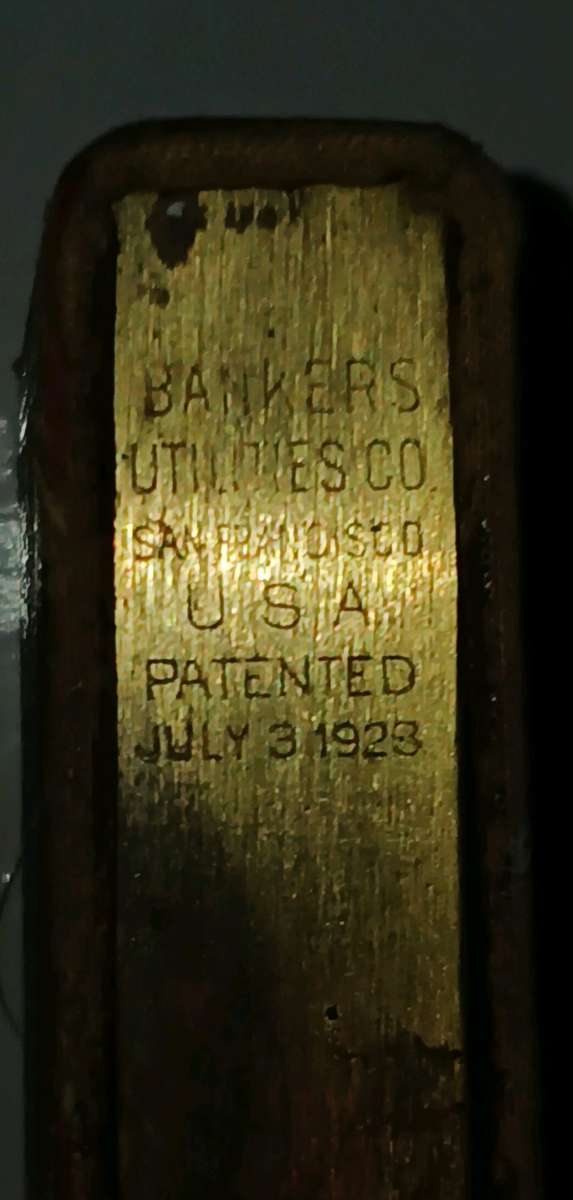 BANKERS
UTILITIES CO
SAN FRANCISCO
U S A
PATENTED
JULY 3 1923